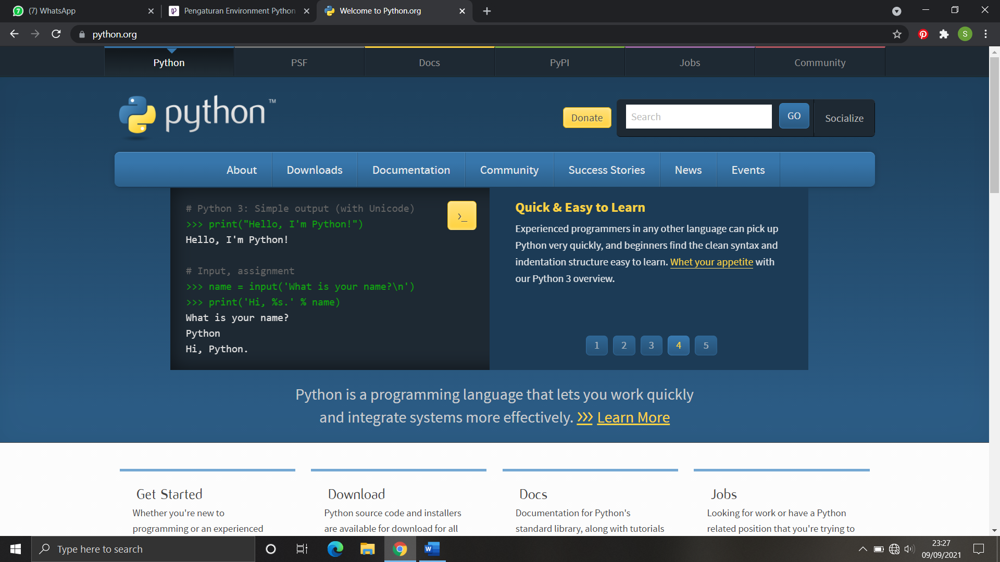 (7) WhatsApp
Pengaturan Environment Python
Welcome to Python.org
python.org
S
Python
PSF
Docs
PyPI
Jobs
Community
python™
Donate
Search
GO
Socialize
About
Downloads
Documentation
Community
Success Stories
News
Events
# Python 3: Simple output (with Unicode)
>>> print("Hello, I'm Python!")
Hello, I'm Python!
# Input, assignment
>>> name = input('What is your name?\n')
>>> print('Hi, %s.' % name)
What is your name?
Python
Hi, Python.
>_
Quick & Easy to Learn
Experienced programmers in any other language can pick up
Python very quickly, and beginners find the clean syntax and
indentation structure easy to learn. Whet your appetite with
our Python 3 overview.
1
2
3
4
5
Python is a programming language that lets you work quickly
and integrate systems more effectively. >>> Learn More
Get Started
Whether you're new to
programming or an experienced
Download
Python source code and installers
are available for download for all
Docs
Documentation for Python's
standard library, along with tutorials
Jobs
Looking for work or have a Python
related position that you're trying to
Type here to search
23:27
09/09/2021